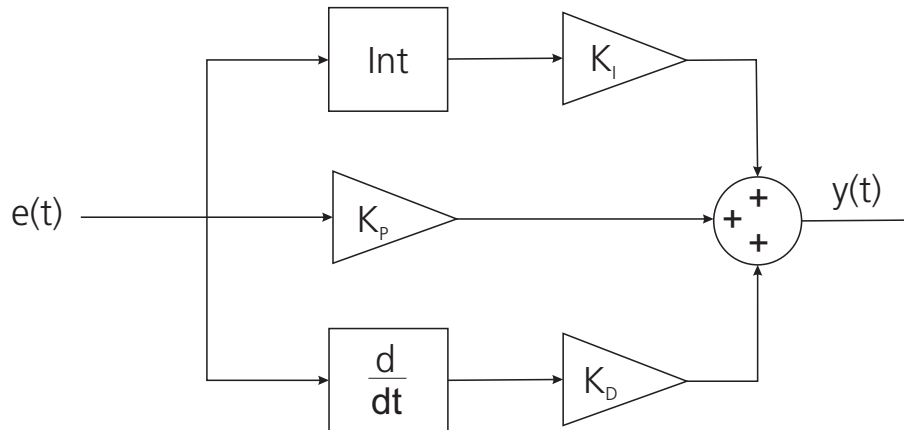 Int
K_I
+
e(t)
K_P
+
y(t)
+
d
dt
K_D